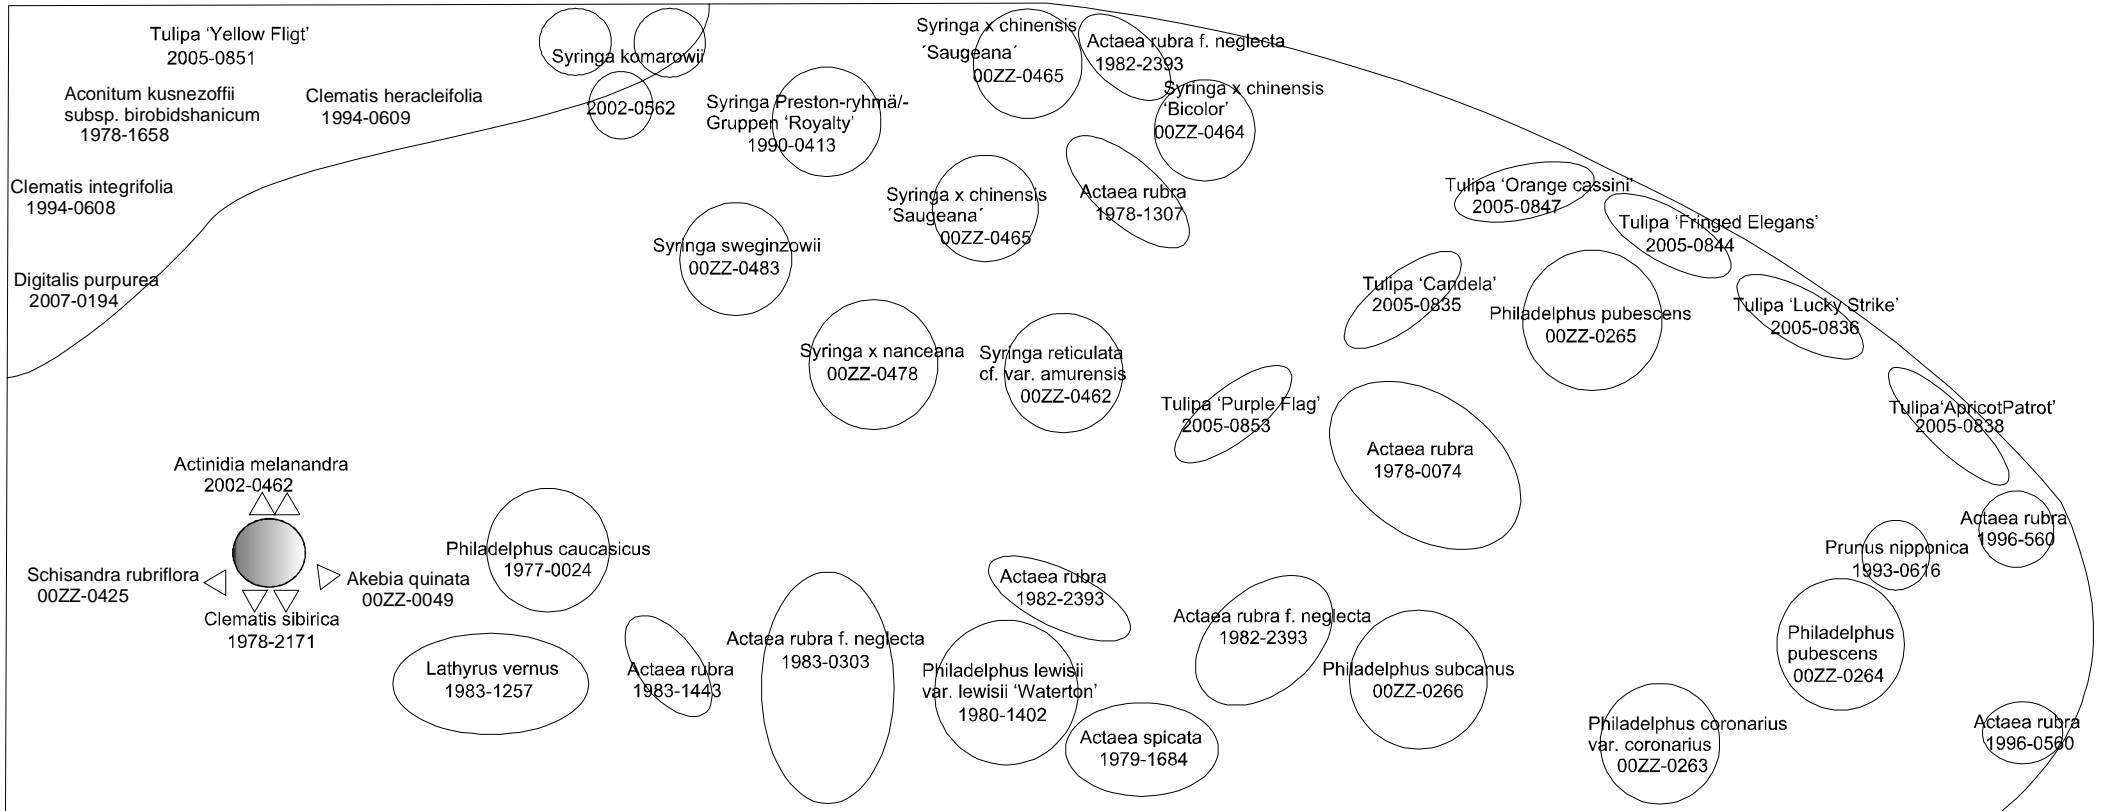 Tulipa ‘Yellow Fligt’
2005-0851
Aconitum kusnezoffii
subsp. birobidshanicum
1978-1658
Clematis heracleifolia
1994-0609
Clematis integrifolia
1994-0608
Digitalis purpurea
2007-0194
Syringa komarowii
2002-0562
Syringa Preston-ryhmä/-
Gruppen ‘Royalty’
1990-0413
Syringa x chinensis
´Saugeana´
00ZZ-0465
Actaea rubra f. neglecta
1982-2393
Syringa x chinensis
‘Bicolor’
00ZZ-0464
Syringa x chinensis
´Saugeana´
00ZZ-0465
Actaea rubra
1978-1307
Syringa sweginzowii
00ZZ-0483
Tulipa ‘Orange cassini’
2005-0847
Tulipa ‘Fringed Elegans’
2005-0844
Tulipa ‘Candela’
2005-0835
Philadelphus pubescens
00ZZ-0265
Tulipa ‘Lucky Strike’
2005-0836
Syringa x nanceana
00ZZ-0478
Syringa reticulata
cf. var. amurensis
00ZZ-0462
Tulipa ‘Purple Flag’
2005-0853
Actaea rubra
1978-0074
Tulipa‘ApricotPatrot’
2005-0838
Actinidia melanandra
2002-0462
Schisandra rubriflora
00ZZ-0425
Akebia quinata
00ZZ-0049
Clematis sibirica
1978-2171
Philadelphus caucasicus
1977-0024
Actaea rubra
1982-2393
Actaea rubra
1996-560
Prunus nipponica
1993-0616
Lathyrus vernus
1983-1257
Actaea rubra
1983-1443
Actaea rubra f. neglecta
1983-0303
Philadelphus lewisii
var. lewisii ‘Waterton’
1980-1402
Actaea rubra f. neglecta
1982-2393
Philadelphus subcanus
00ZZ-0266
Philadelphus
pubescens
00ZZ-0264
Actaea spicata
1979-1684
Philadelphus coronarius
var. coronarius
00ZZ-0263
Actaea rubra
1996-0560